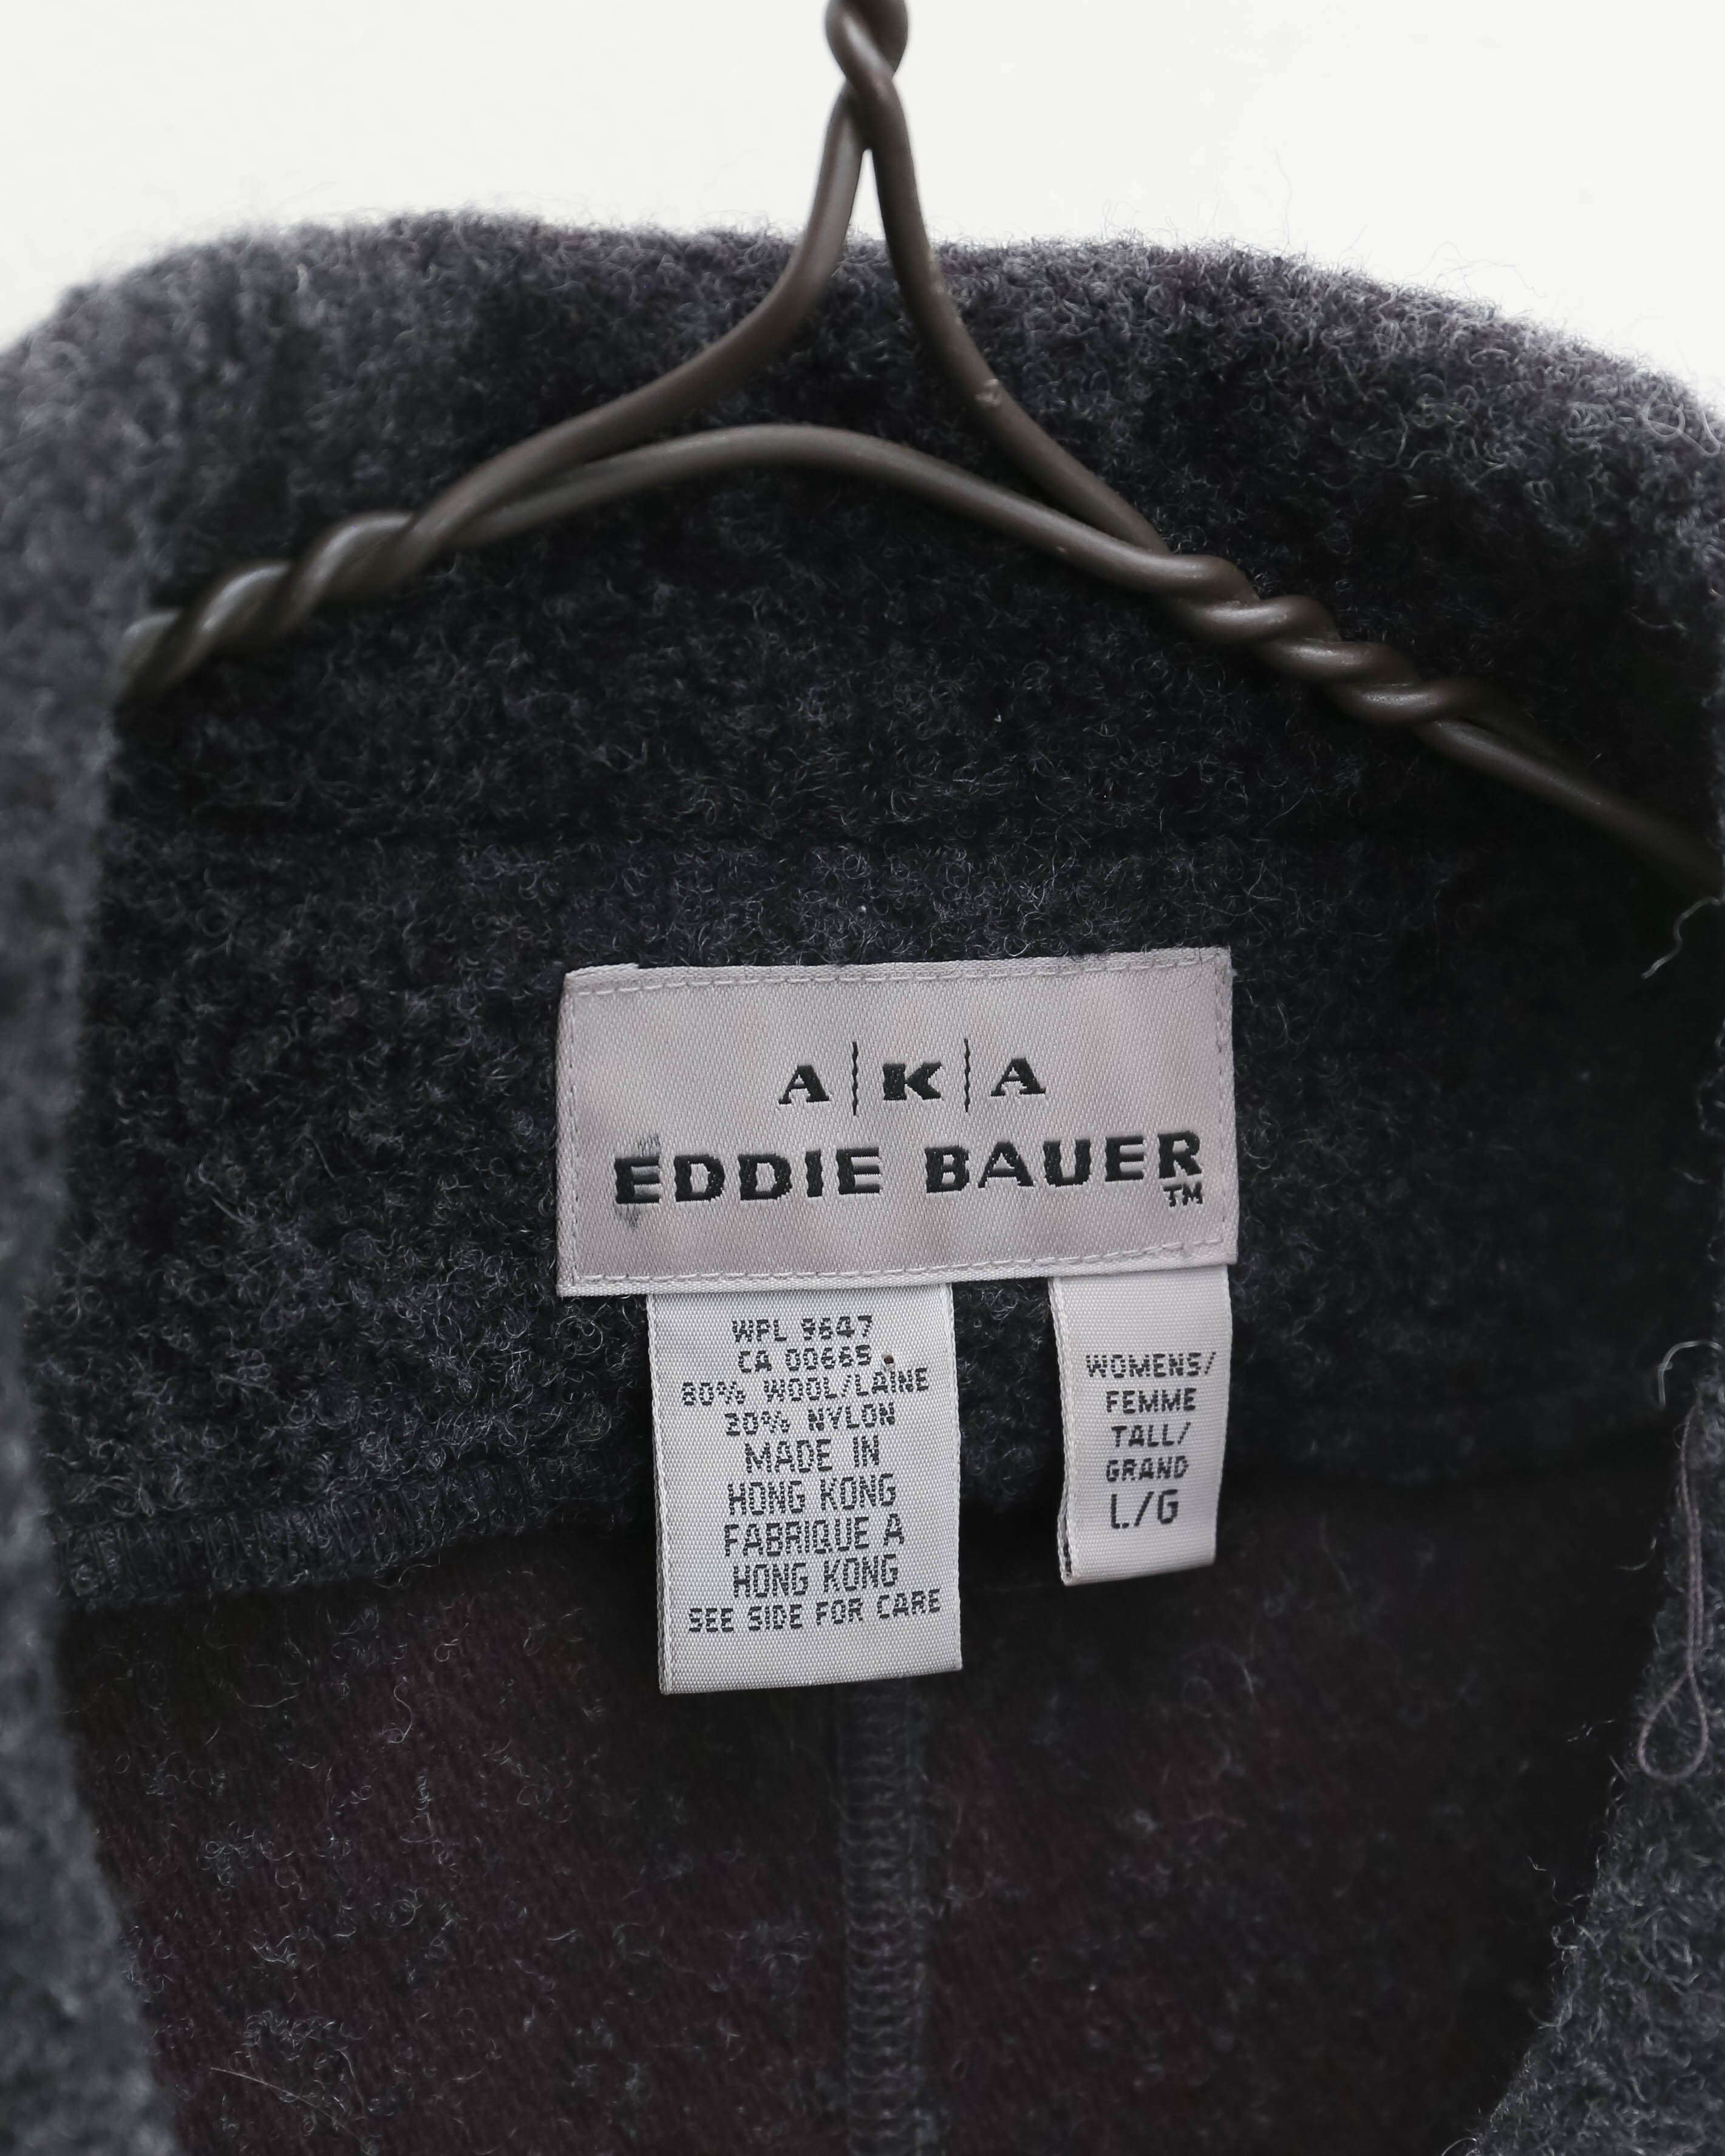 A|K|A
EDDIE BAUER
TM
WPL 9647
CA 00665
80% WOOL/LAINE
20% NYLON
MADE IN
HONG KONG
FABRIQUE A
HONG KONG
SEE SIDE FOR CARE
WOMENS/
FEMME
TALL/
GRAND
L/G